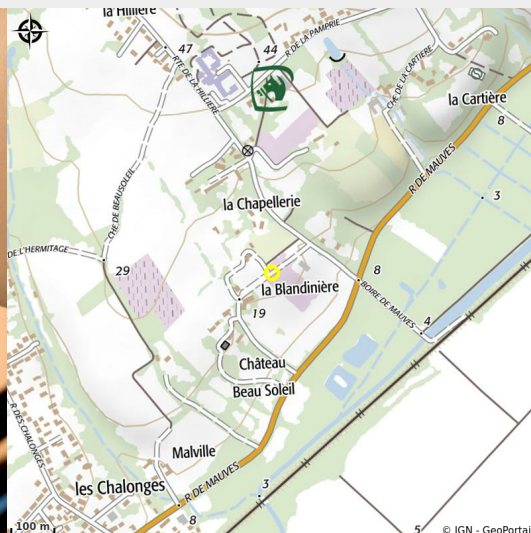 la Hillière
47
44
R DE LA PAMPRIE
RTE DE LA HILLIÈRE
CHE DE LA CARTIÈRE
la Cartière
8
CHE DE BEAUSOLEIL
R DE MAUVES
3
la Chapellerie
DE L'HERMITAGE
29
la Blandinière
8
BOIRE DE MAUVES
19
4
Château
Beau Soleil
R DES CHALONGES
Malville
les Chalonges
R DE MAUVES
3
8
100 m
5
© IGN - GeoPortai